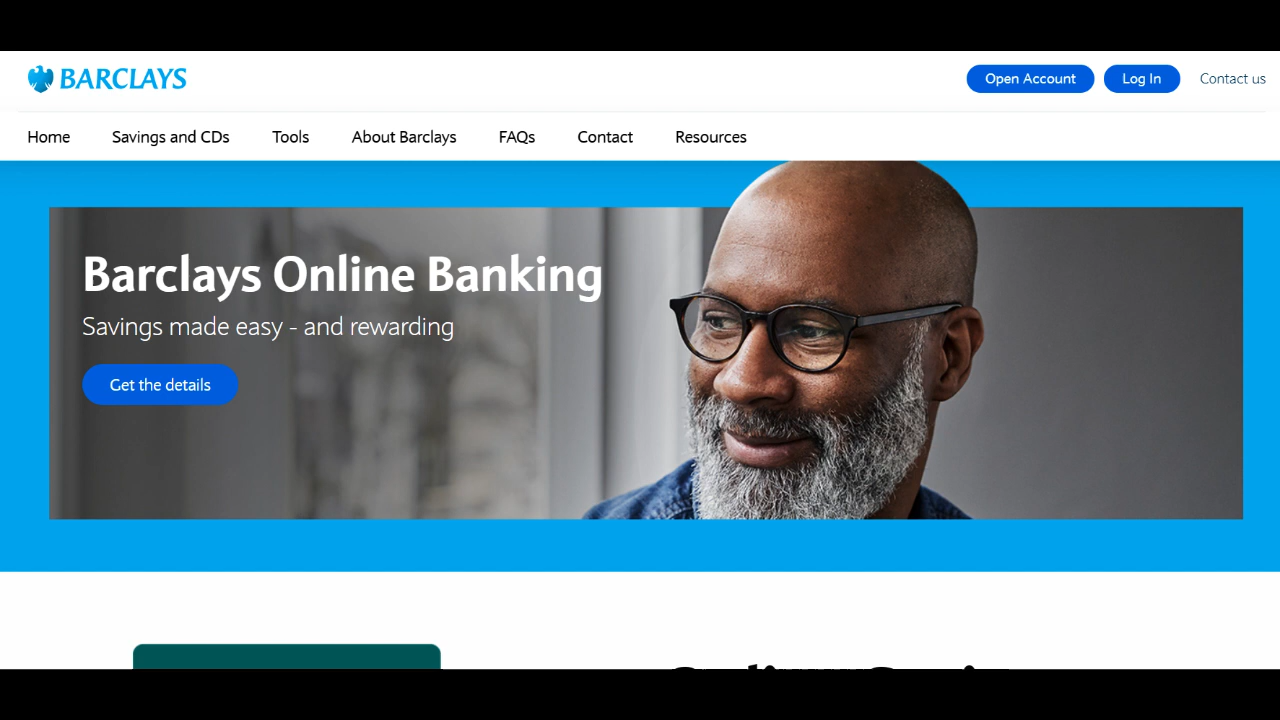 BARCLAYS
Open Account
Log In
Contact us
Home
Savings and CDs
Tools
About Barclays
FAQs
Contact
Resources
Barclays Online Banking
Savings made easy - and rewarding
Get the details